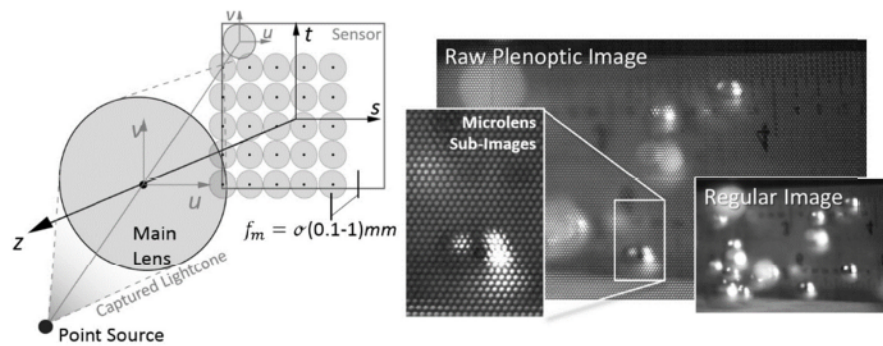 v
u
t
Sensor
s
v
u
z
Main
Lens
f_m = 𝒪(0.1-1)mm
Captured Lightcone
Point Source
Raw Plenoptic Image
Microlens
Sub-Images
Regular Image